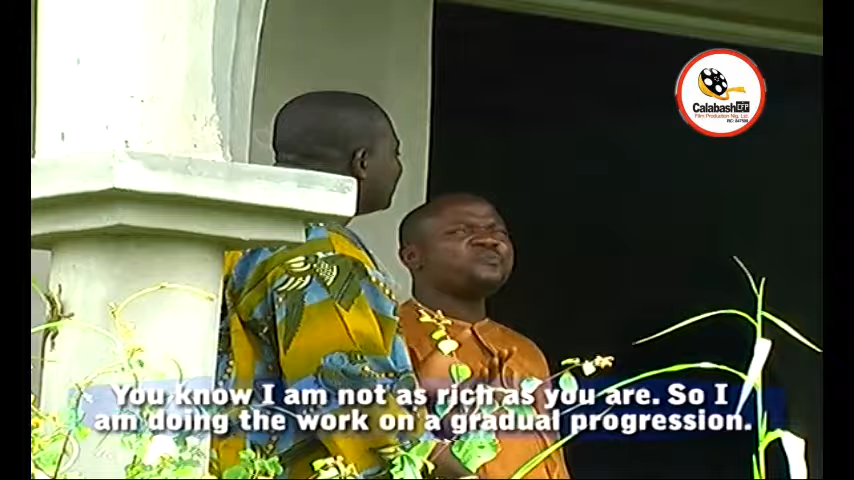 Calabash EFP
Film Production Nig. Ltd.
You know I am not as rich as you are. So I
am doing the work on a gradual progression.